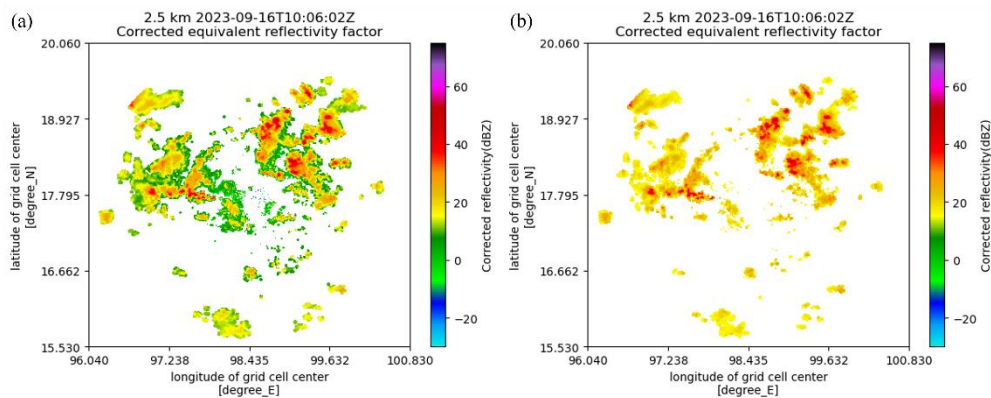 (a)
2.5 km 2023-09-16T10:06:02Z
Corrected equivalent reflectivity factor
20.060
18.927
17.795
16.662
15.530
latitude of grid cell center
[degree_N]
96.040 97.238 98.435 99.632 100.830
longitude of grid cell center
[degree_E]
60
40
20
0
−20
Corrected reflectivity(dBZ)
(b)
2.5 km 2023-09-16T10:06:02Z
Corrected equivalent reflectivity factor
20.060
18.927
17.795
16.662
15.530
latitude of grid cell center
[degree_N]
96.040 97.238 98.435 99.632 100.830
longitude of grid cell center
[degree_E]
60
40
20
0
−20
Corrected reflectivity(dBZ)